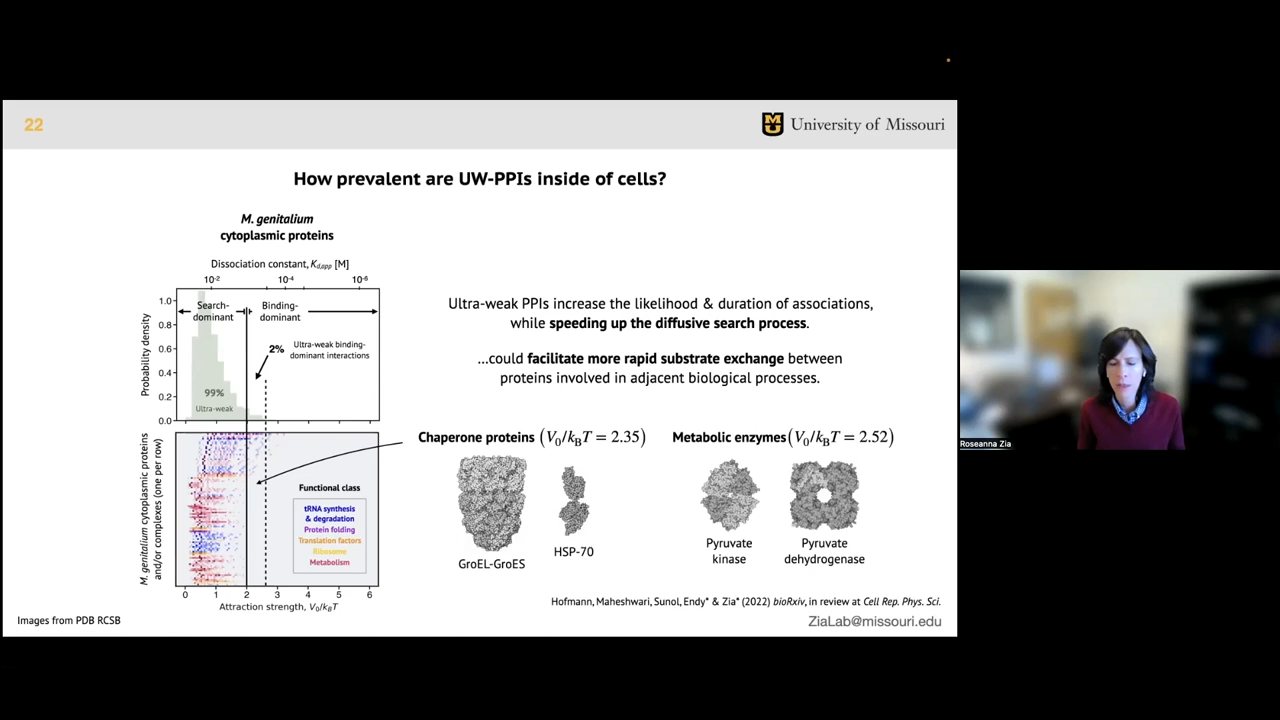 22
University of Missouri
How prevalent are UW-PPIs inside of cells?
M. genitalium
cytoplasmic proteins
Dissociation constant, K_d,app [M]
10⁻² 10⁻⁴ 10⁻⁶
Probability density
1.0
0.8
0.6
0.4
0.2
0.0
Search-
dominant
Binding-
dominant
2%
Ultra-weak binding-
dominant interactions
99%
Ultra-weak
M. genitalium cytoplasmic proteins
and/or complexes (one per row)
Functional class
tRNA synthesis
& degradation
Protein folding
Translation factors
Ribosome
Metabolism
0 1 2 3 4 5 6
Attraction strength, V₀/k_BT
Ultra-weak PPIs increase the likelihood & duration of associations,
while speeding up the diffusive search process.
...could facilitate more rapid substrate exchange between
proteins involved in adjacent biological processes.
Chaperone proteins (V₀/k_BT = 2.35)
Metabolic enzymes (V₀/k_BT = 2.52)
GroEL-GroES
HSP-70
Pyruvate
kinase
Pyruvate
dehydrogenase
Hofmann, Maheshwari, Sunol, Endy* & Zia* (2022) bioRxiv, in review at Cell Rep. Phys. Sci.
Images from PDB RCSB
ZiaLab@missouri.edu
Roseanna Zia